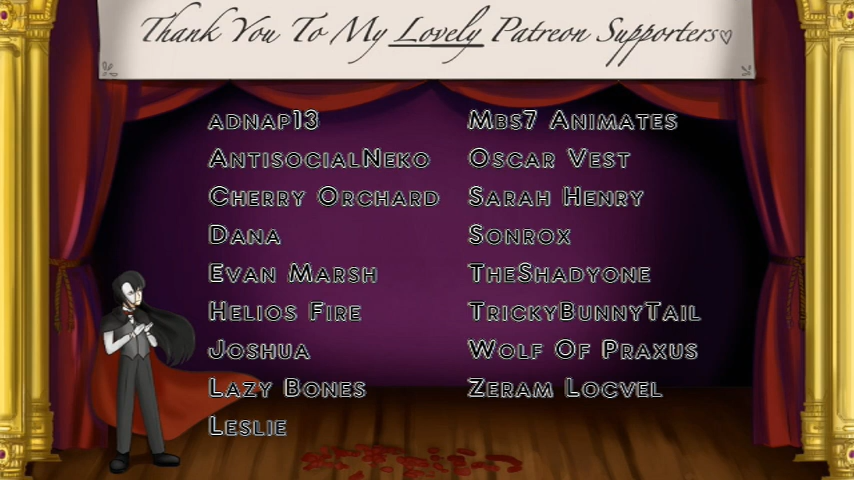 Thank You To My Lovely Patreon Supporters♡
adnap13
AntisocialNeko
Cherry Orchard
Dana
Evan Marsh
Helios Fire
Joshua
Lazy Bones
Leslie
Mbs7 Animates
Oscar Vest
Sarah Henry
Sonrox
TheShadyone
TrickyBunnyTail
Wolf Of Praxus
Zeram Locvel